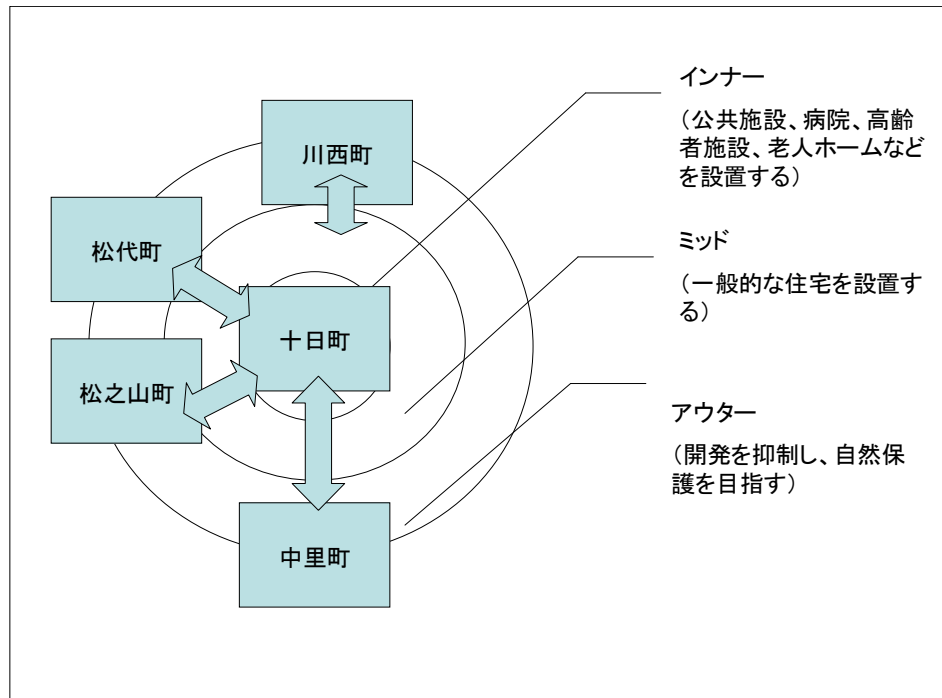 川西町
松代町
十日町
松之山町
中里町
インナー
（公共施設、病院、高齢
者施設、老人ホームなど
を設置する）
ミッド
（一般的な住宅を設置す
る）
アウター
（開発を抑制し、自然保
護を目指す）